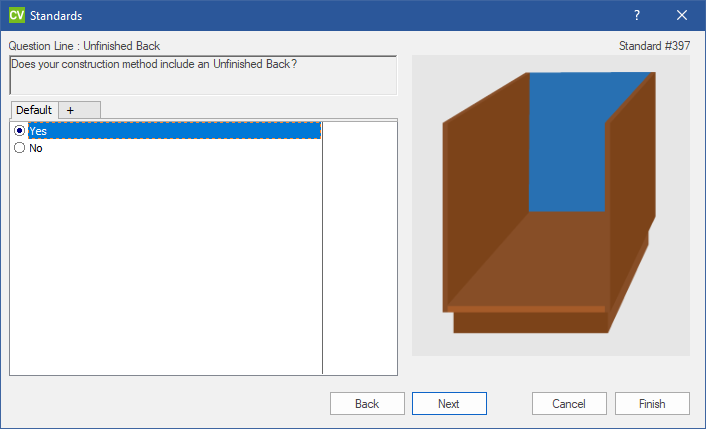 CV Standards ?
Question Line : Unfinished Back Standard #397
Does your construction method include an Unfinished Back?
Default +
Yes
No
Back Next Cancel Finish